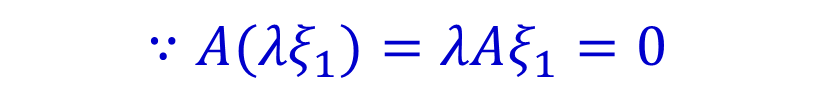 ∵ A(λξ₁) = λAξ₁ = 0